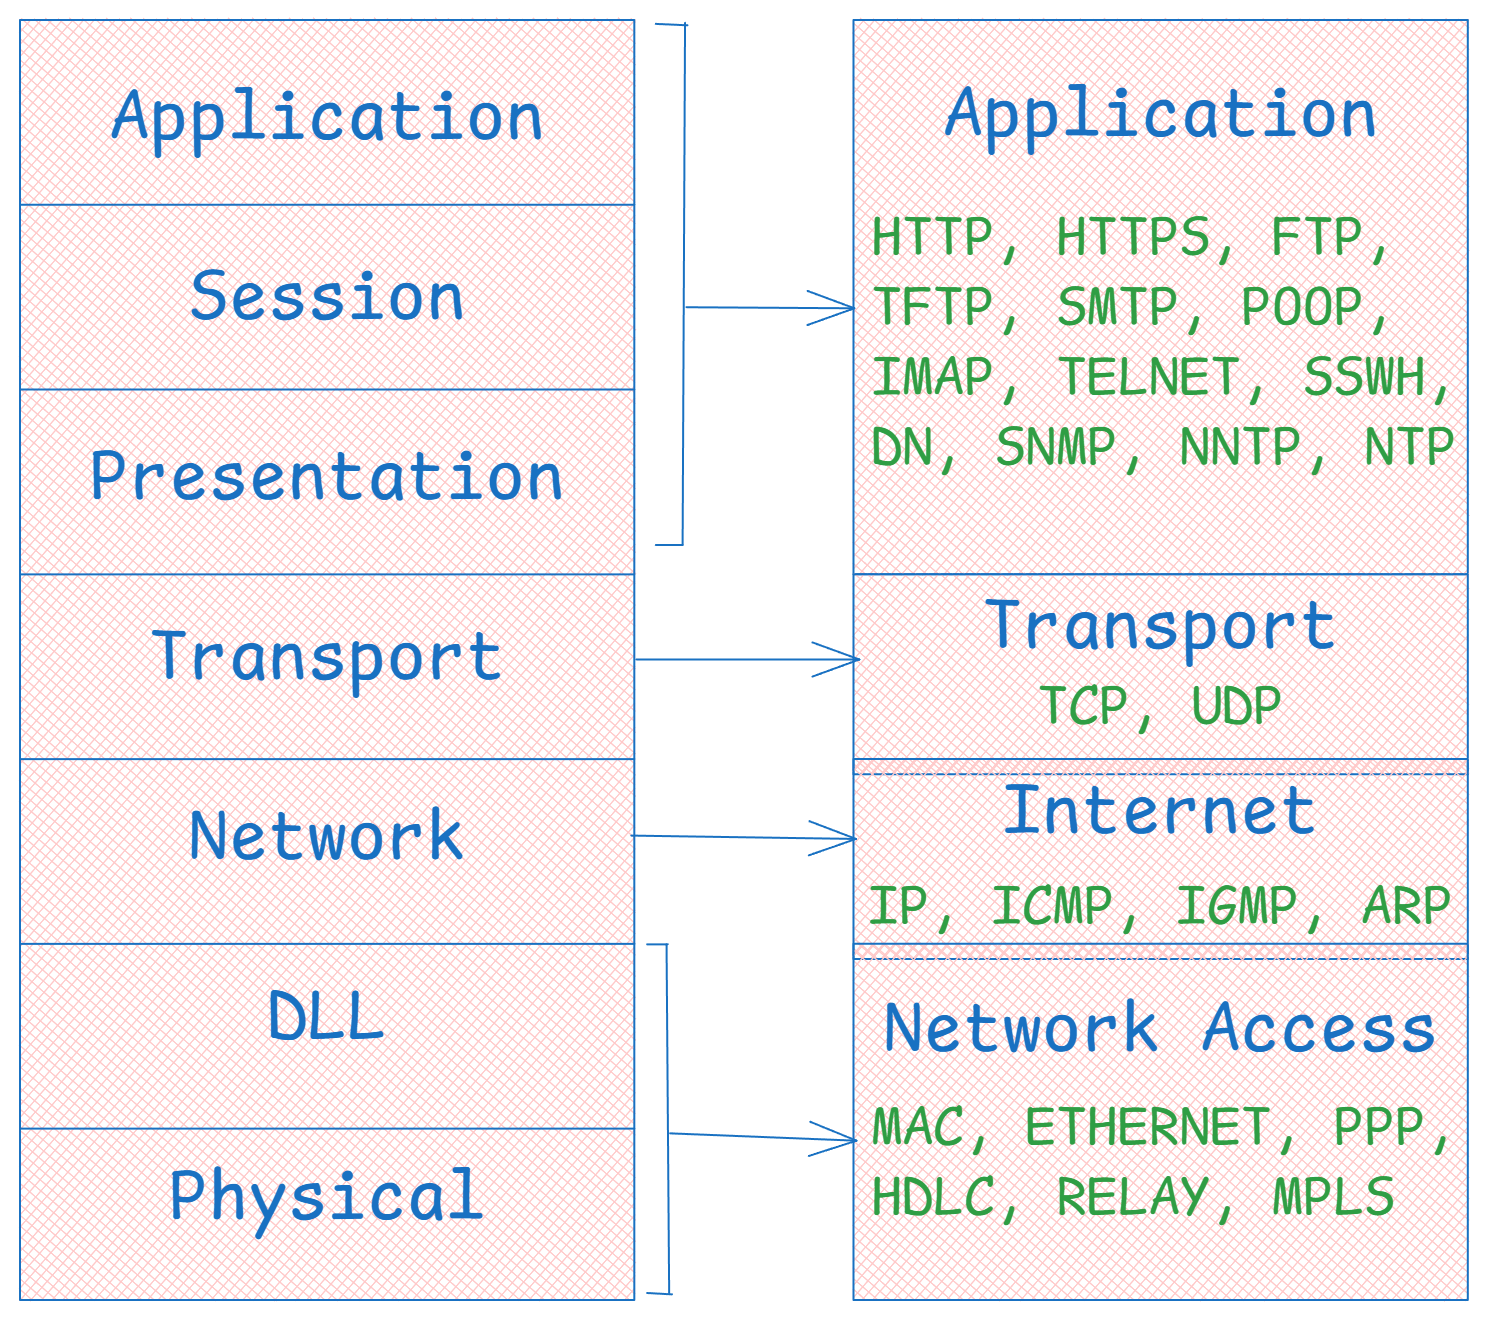 Application
Session
Presentation
Transport
Network
DLL
Physical
Application
HTTP, HTTPS, FTP,
TFTP, SMTP, POOP,
IMAP, TELNET, SSWH,
DN, SNMP, NNTP, NTP
Transport
TCP, UDP
Internet
IP, ICMP, IGMP, ARP
Network Access
MAC, ETHERNET, PPP,
HDLC, RELAY, MPLS